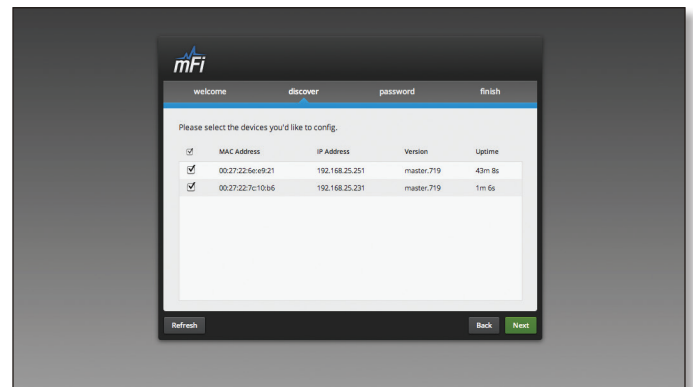 mFi
welcome discover password finish
Please select the devices you'd like to config.
MAC Address IP Address Version Uptime
00:27:22:6e:e9:21 192.168.25.251 master.719 43m 8s
00:27:22:7c:10:b6 192.168.25.231 master.719 1m 6s
Refresh Back Next